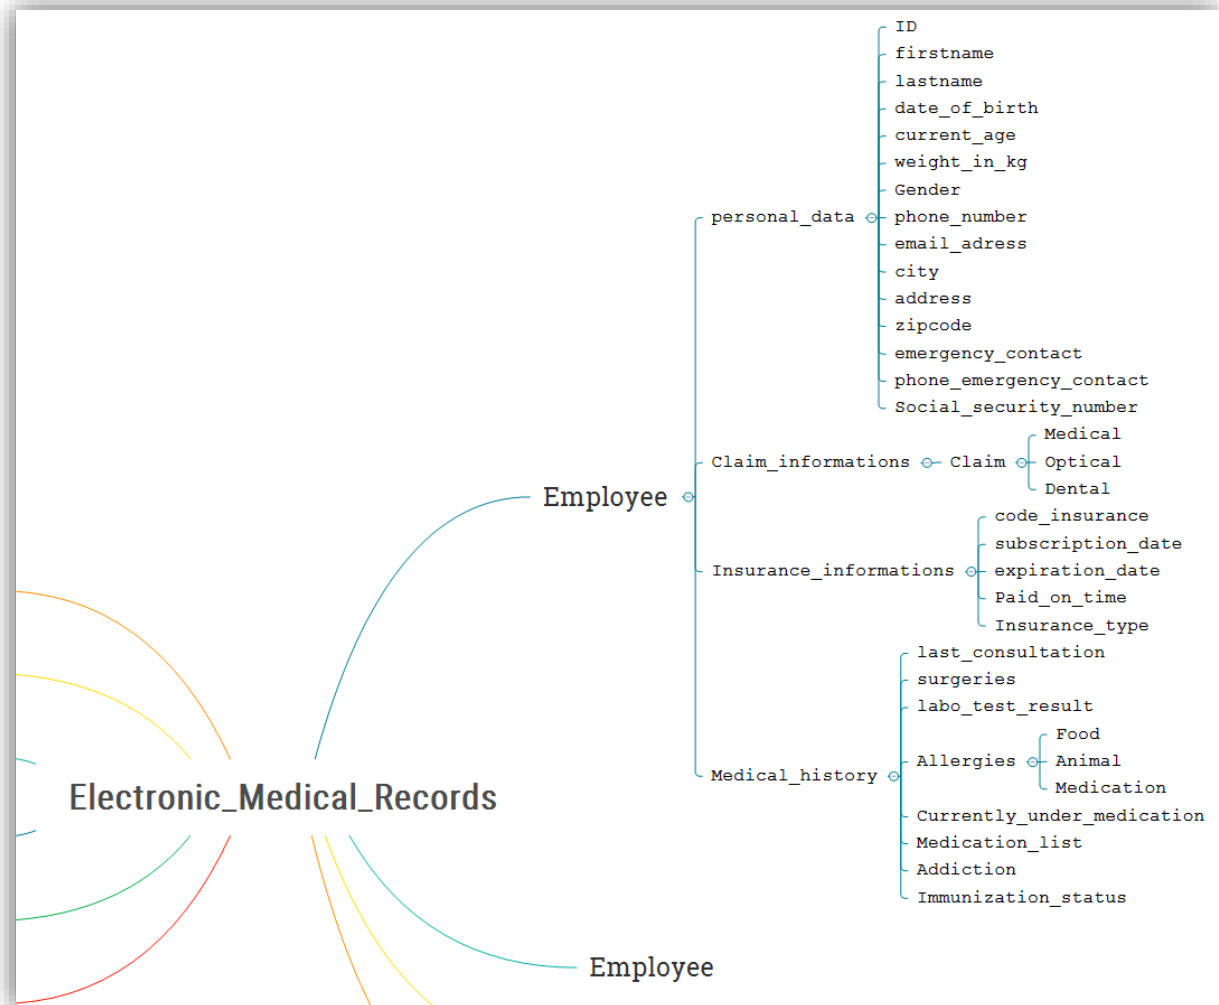 ID
firstname
lastname
date_of_birth
current_age
weight_in_kg
Gender
personal_data
phone_number
email_adress
city
address
zipcode
emergency_contact
phone_emergency_contact
Social_security_number
Medical
Claim_informations
Claim
Optical
Dental
Employee
code_insurance
subscription_date
Insurance_informations
expiration_date
Paid_on_time
Insurance_type
last_consultation
surgeries
labo_test_result
Food
Allergies
Animal
Medical_history
Medication
Electronic_Medical_Records
Currently_under_medication
Medication_list
Addiction
Immunization_status
Employee